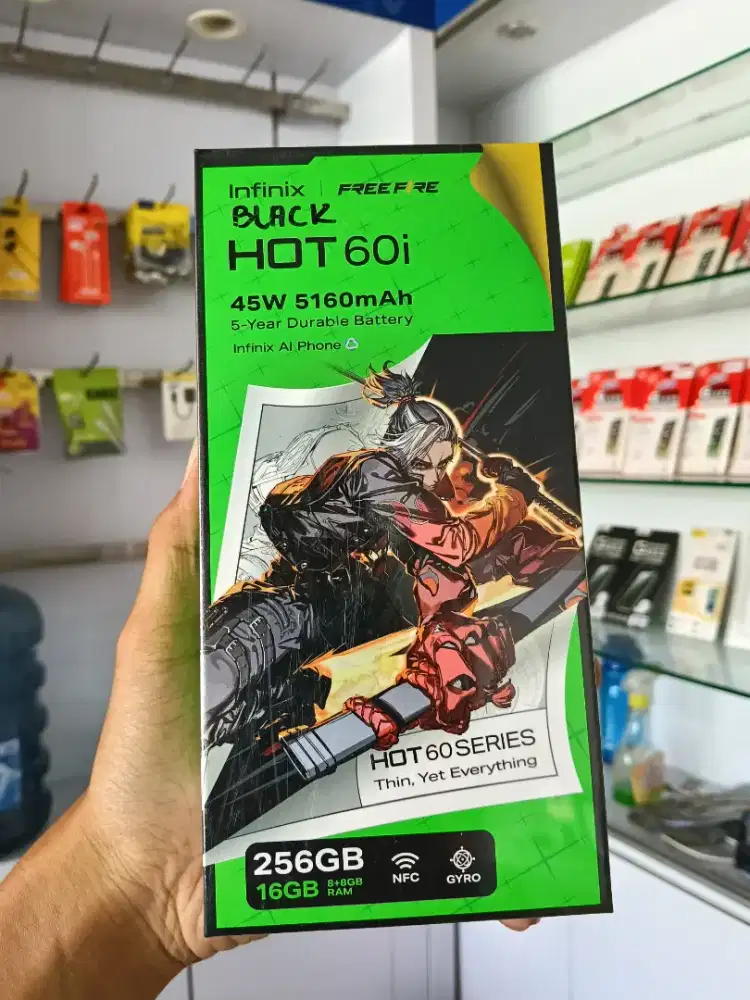 Infinix | FREE FIRE
BLACK
HOT 60i
45W 5160mAh
5-Year Durable Battery
Infinix AI Phone
HOT 60 SERIES
Thin, Yet Everything
256GB
16GB 8+8GB RAM
NFC
GYRO